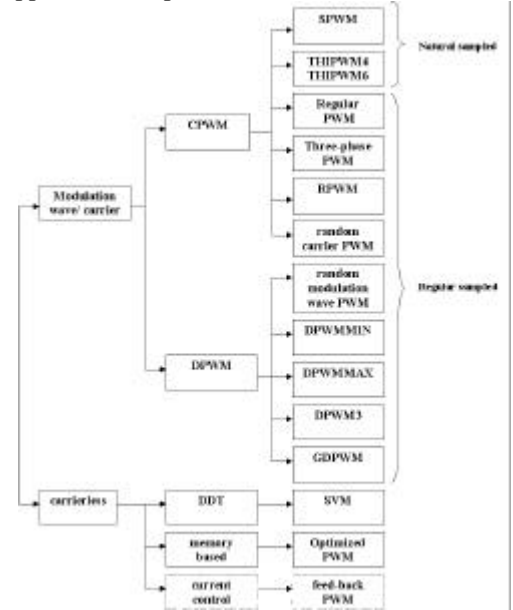 SPWM
Natural sampled
THIPWM4
THIPWM6
Regular
PWM
CPWM
Three-phase
PWM
Modulation
wave/ carrier
RPWM
random
carrier PWM
random
modulation
wave PWM
Regular sampled
DPWMMIN
DPWM
DPWMMAX
DPWM3
GDPWM
carrierless
DDT
SVM
memory
based
Optimized
PWM
current
control
feed-back
PWM